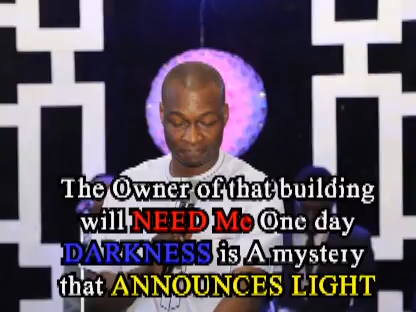 The Owner of that building
will NEED Me One day
DARKNESS is A mystery
that ANNOUNCES LIGHT